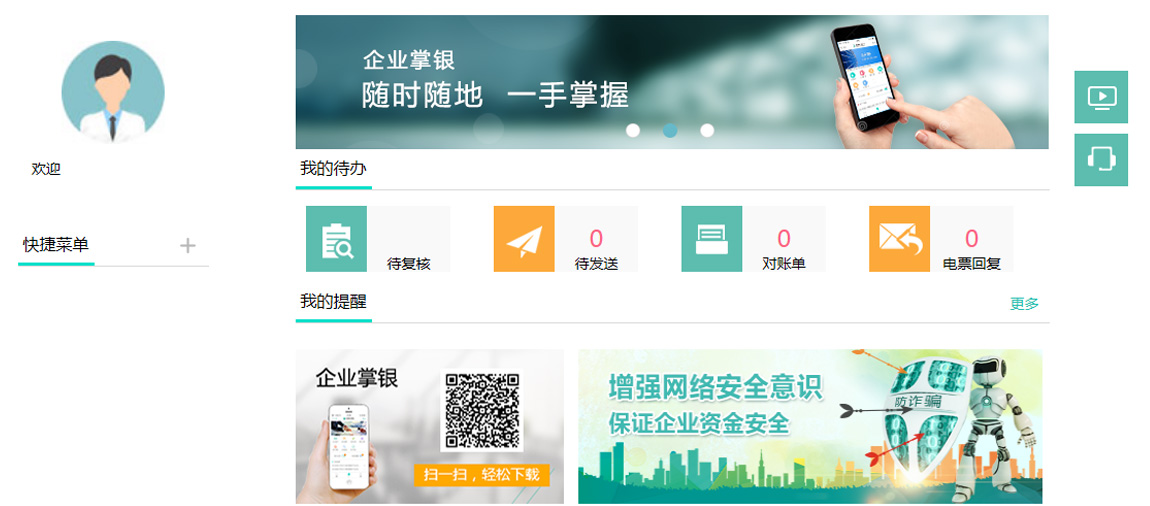 企业掌银
随时随地 一手掌握
欢迎
快捷菜单
我的待办
待复核
0
待发送
0
对账单
0
电票回复
我的提醒
更多
企业掌银
扫一扫，轻松下载
增强网络安全意识
保证企业资金安全
防诈骗